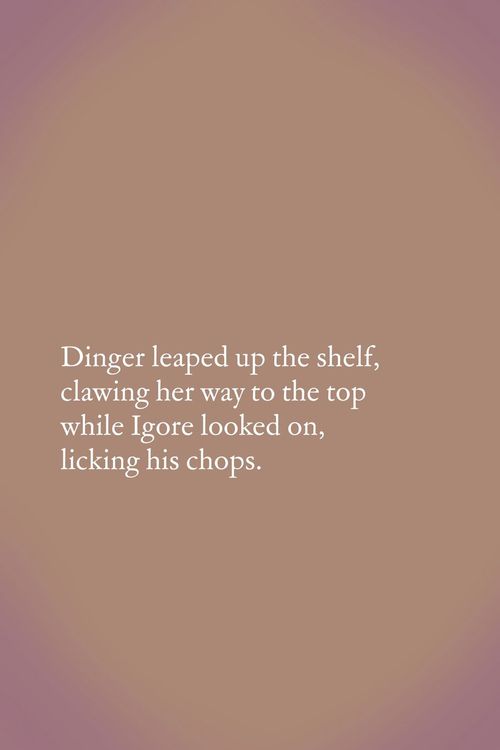 Dinger leaped up the shelf,
clawing her way to the top
while Igore looked on,
licking his chops.